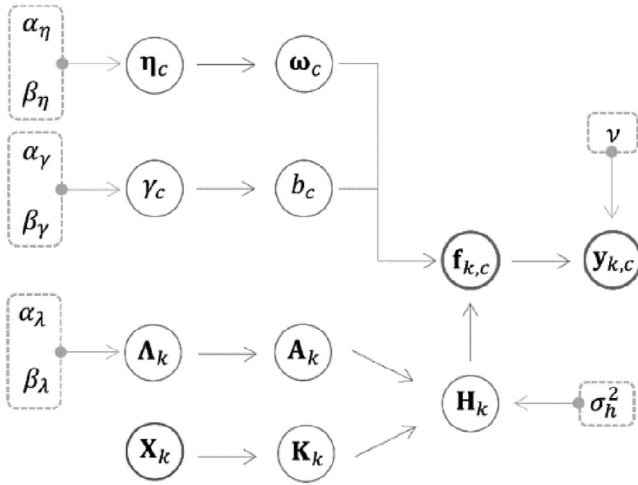 α_η
β_η
η_c
ω_c
α_γ
β_γ
γ_c
b_c
ν
f_{k,c}
y_{k,c}
α_λ
β_λ
Λ_k
A_k
H_k
σ_h^2
X_k
K_k